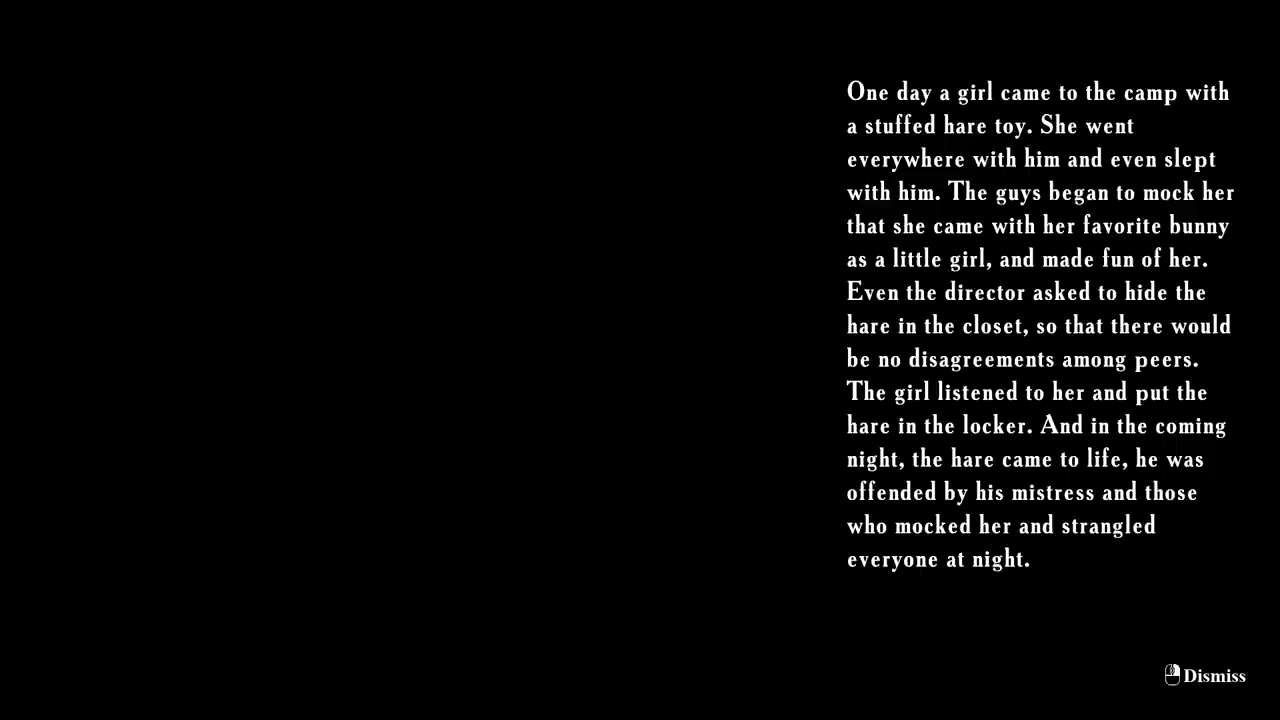 One day a girl came to the camp with
a stuffed hare toy. She went
everywhere with him and even slept
with him. The guys began to mock her
that she came with her favorite bunny
as a little girl, and made fun of her.
Even the director asked to hide the
hare in the closet, so that there would
be no disagreements among peers.
The girl listened to her and put the
hare in the locker. And in the coming
night, the hare came to life, he was
offended by his mistress and those
who mocked her and strangled
everyone at night.
Dismiss